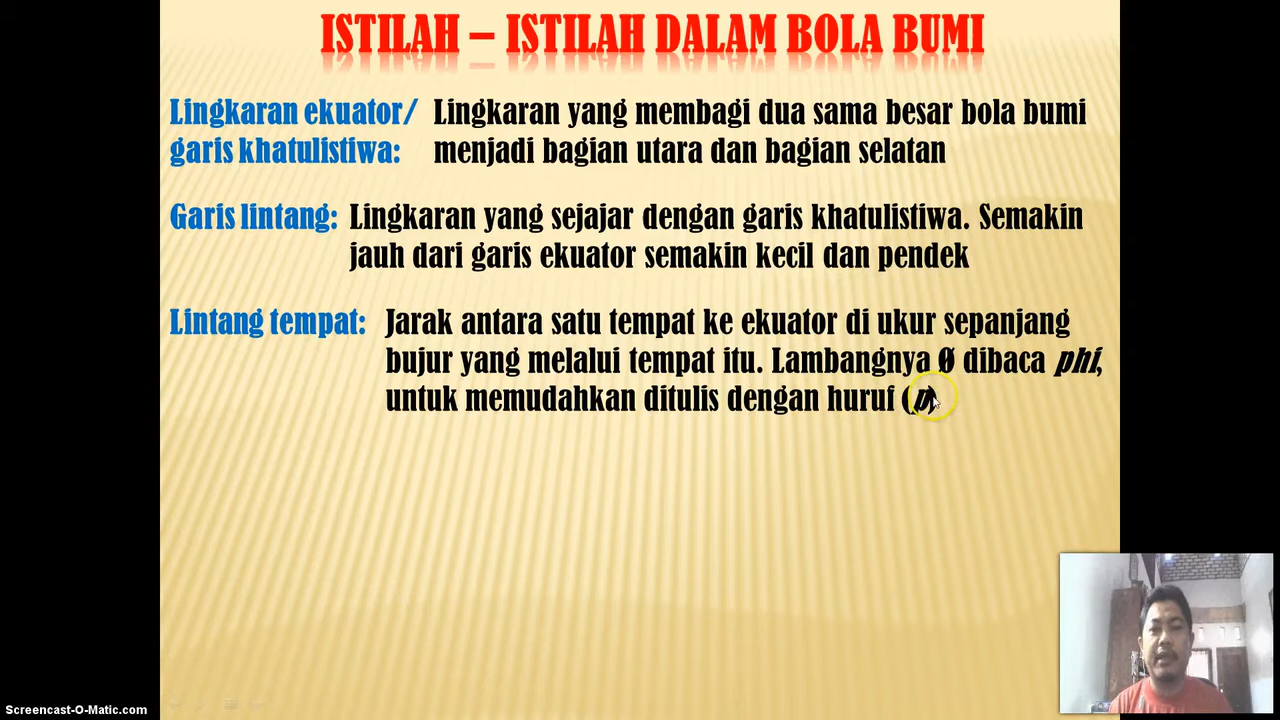 ISTILAH – ISTILAH DALAM BOLA BUMI
Lingkaran ekuator/ Lingkaran yang membagi dua sama besar bola bumi
garis khatulistiwa: menjadi bagian utara dan bagian selatan
Garis lintang: Lingkaran yang sejajar dengan garis khatulistiwa. Semakin
jauh dari garis ekuator semakin kecil dan pendek
Lintang tempat: Jarak antara satu tempat ke ekuator di ukur sepanjang
bujur yang melalui tempat itu. Lambangnya Ø dibaca phi,
untuk memudahkan ditulis dengan huruf (p)
Screencast-O-Matic.com